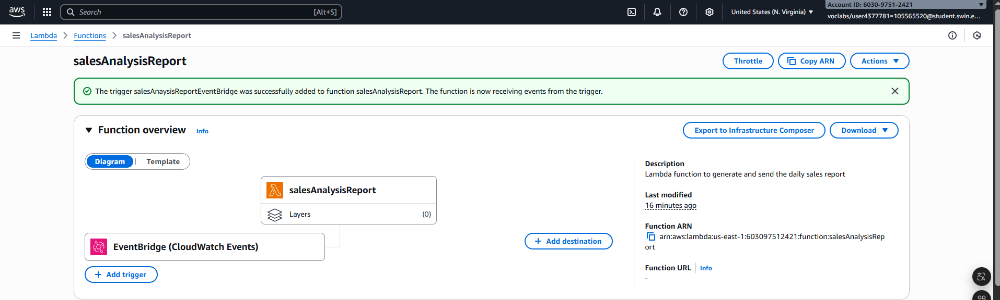 aws
Search [Alt+S]
United States (N. Virginia)
Account ID: 6030-9751-2421
voclabs/user4377781=105565520@student.swin.e...
Lambda
Functions
salesAnalysisReport
salesAnalysisReport
Throttle
Copy ARN
Actions
The trigger salesAnaysisReportEventBridge was successfully added to function salesAnalysisReport. The function is now receiving events from the trigger.
Function overview
Info
Export to Infrastructure Composer
Download
Diagram
Template
salesAnalysisReport
Layers
(0)
EventBridge (CloudWatch Events)
Add trigger
Add destination
Description
Lambda function to generate and send the daily sales report
Last modified
16 minutes ago
Function ARN
arn:aws:lambda:us-east-1:603097512421:function:salesAnalysisRep
ort
Function URL
Info
-